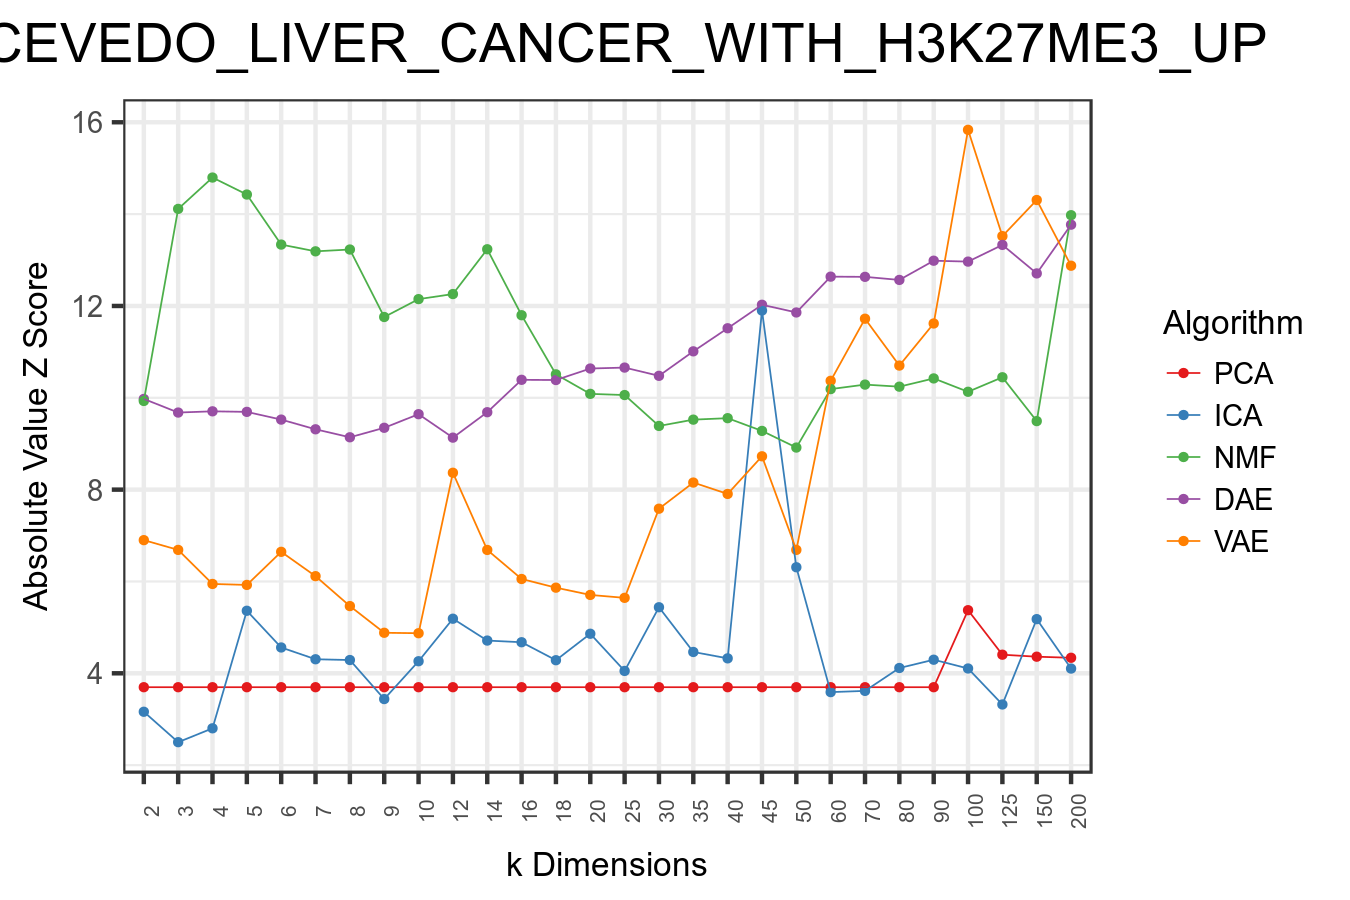 CEVEDO_LIVER_CANCER_WITH_H3K27ME3_UP
16
12
8
4
Absolute Value Z Score
2 3 4 5 6 7 8 9 10 12 14 16 18 20 25 30 35 40 45 50 60 70 80 90 100 125 150 200
k Dimensions
Algorithm
PCA
ICA
NMF
DAE
VAE